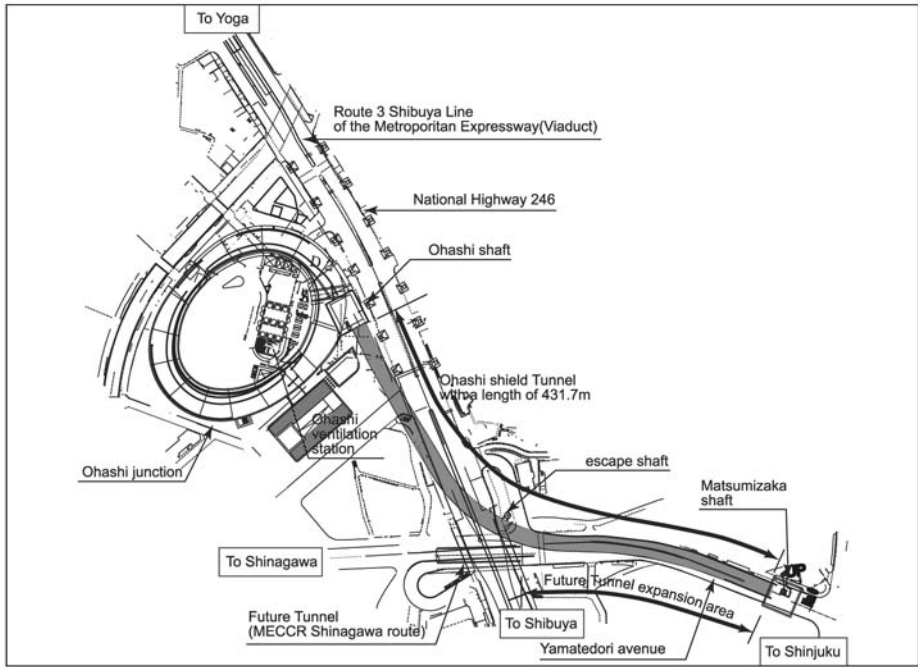 To Yoga
Route 3 Shibuya Line
of the Metroporitan Expressway(Viaduct)
National Highway 246
Ohashi shaft
Ohashi shield Tunnel
with a length of 431.7m
Ohashi
ventilation
station
Ohashi junction
escape shaft
Matsumizaka
shaft
To Shinagawa
Future Tunnel expansion area
Future Tunnel
(MECCR Shinagawa route)
To Shibuya
Yamatedori avenue
To Shinjuku